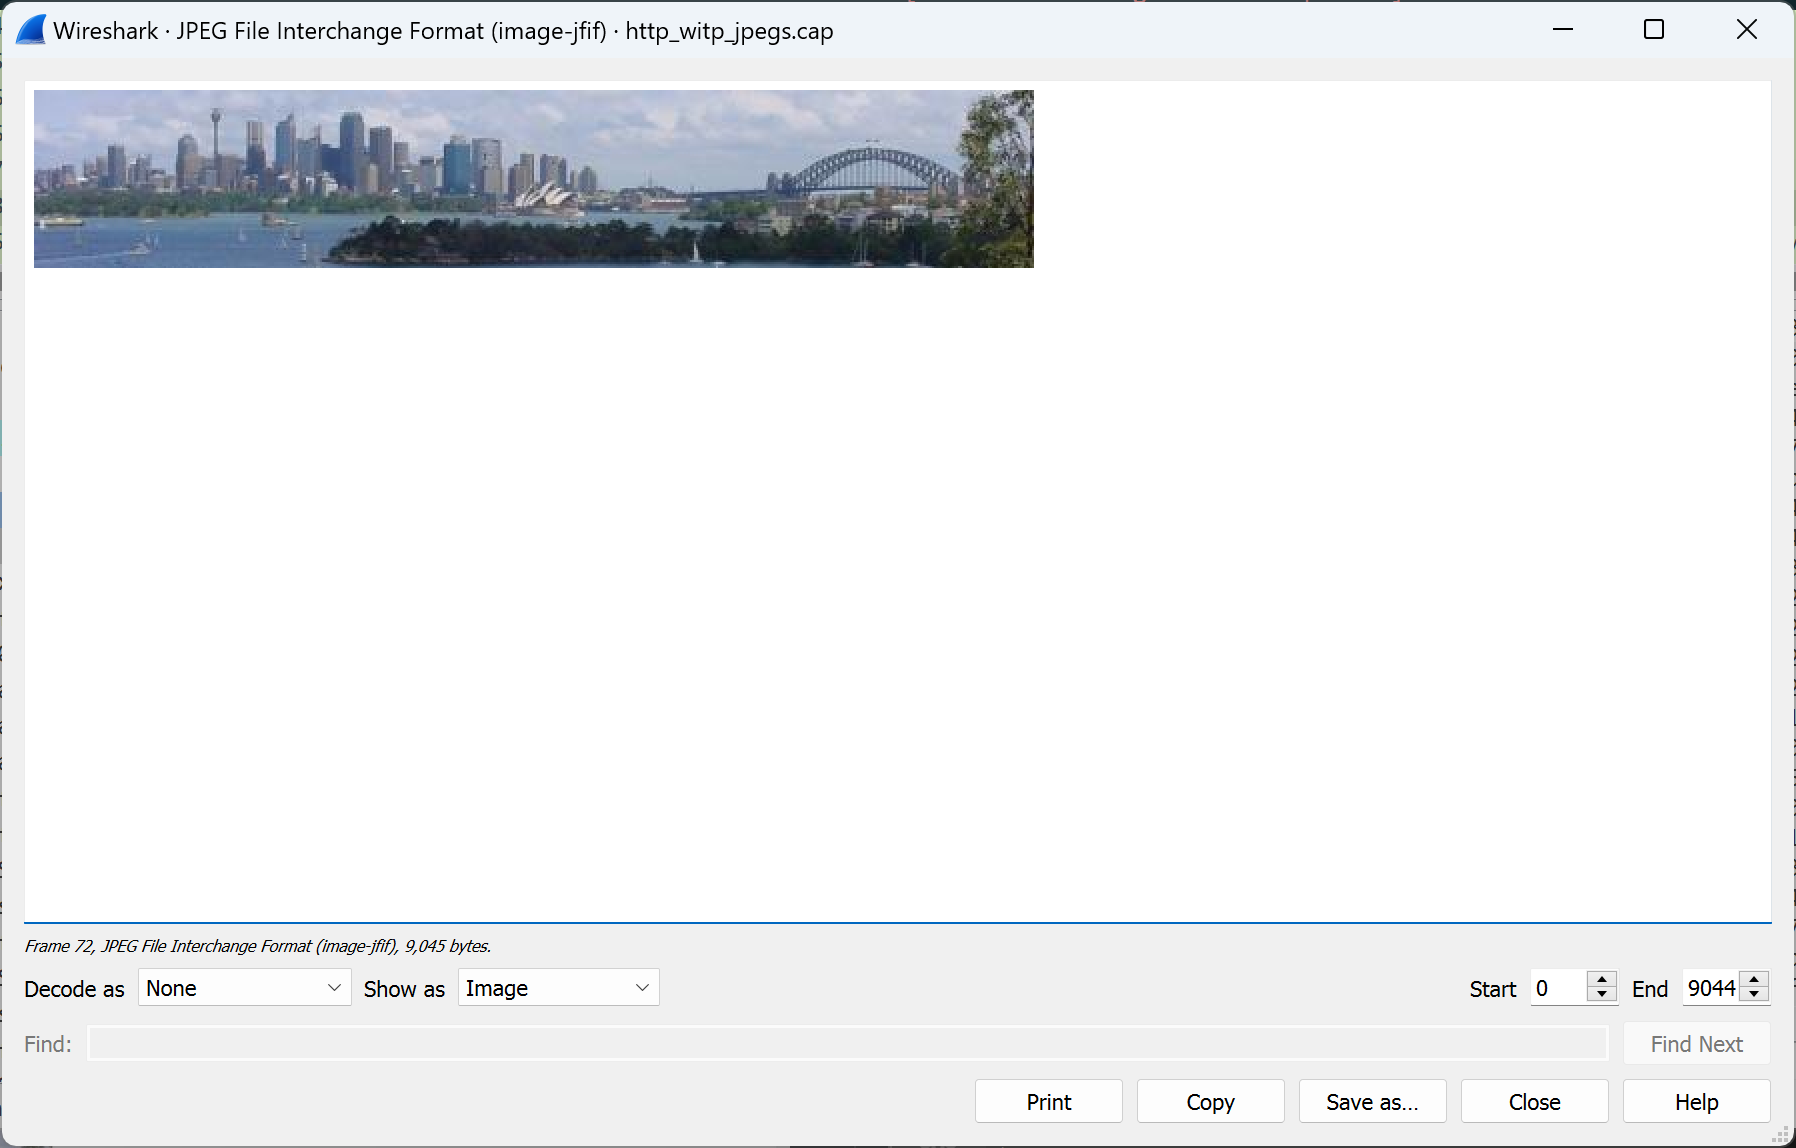 Wireshark · JPEG File Interchange Format (image-jfif) · http_witp_jpegs.cap
Frame 72, JPEG File Interchange Format (image-jfif), 9,045 bytes.
Decode as None Show as Image Start 0 End 9044
Find: Find Next
Print Copy Save as... Close Help